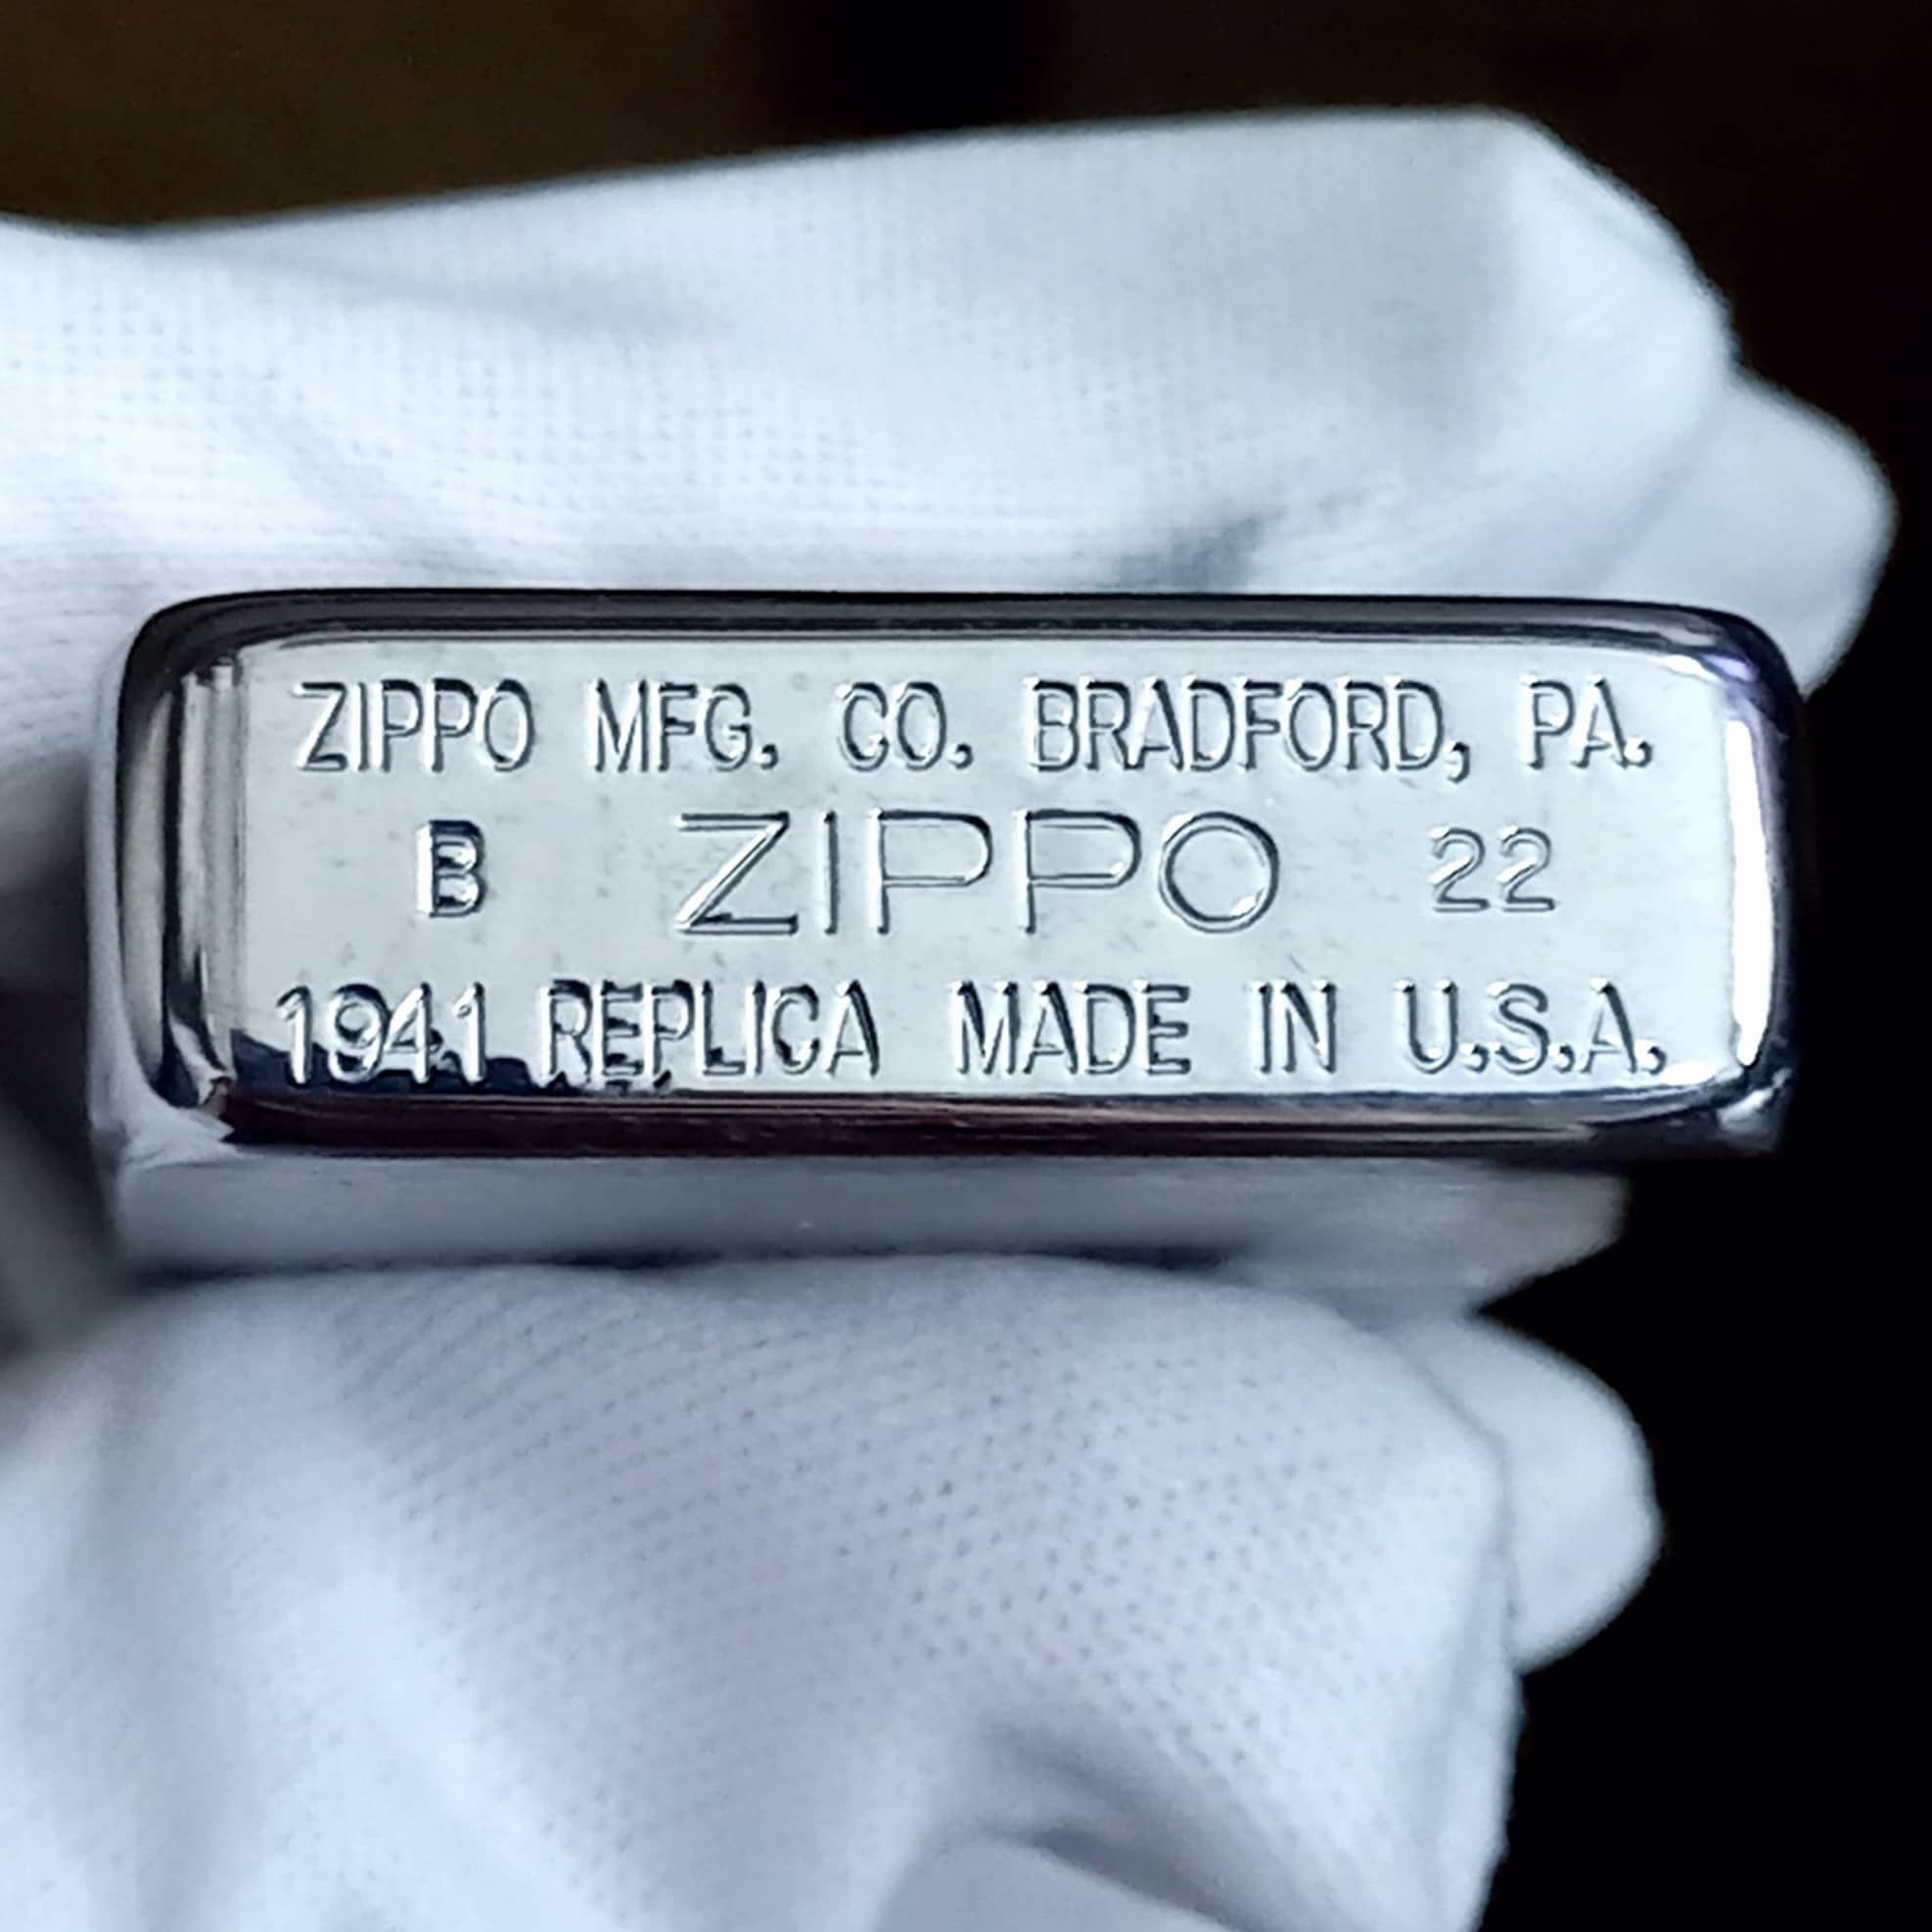 ZIPPO MFG. CO. BRADFORD, PA.
B ZIPPO 22
1941 REPLICA MADE IN U.S.A.